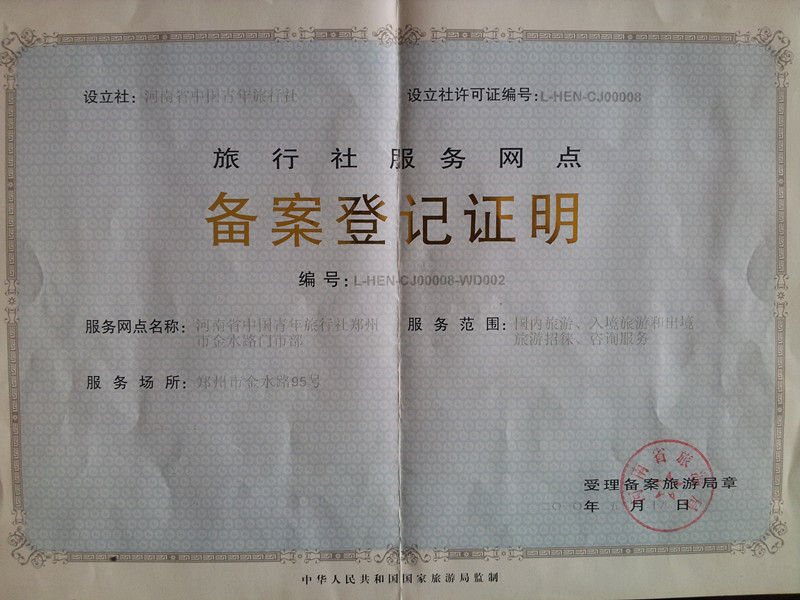 设立社：河南省中国青年旅行社
设立社许可证编号：L-HEN-CJ00008
旅行社服务网点
备案登记证明
编号：L-HEN-CJ00008-WD002
服务网点名称：河南省中国青年旅行社郑州
市金水路门市部
服务范围：国内旅游、入境旅游和出境
旅游招徕、咨询服务
服务场所：郑州市金水路95号
河南省旅游局
受理备案旅游局章
年 月 日
中华人民共和国国家旅游局监制